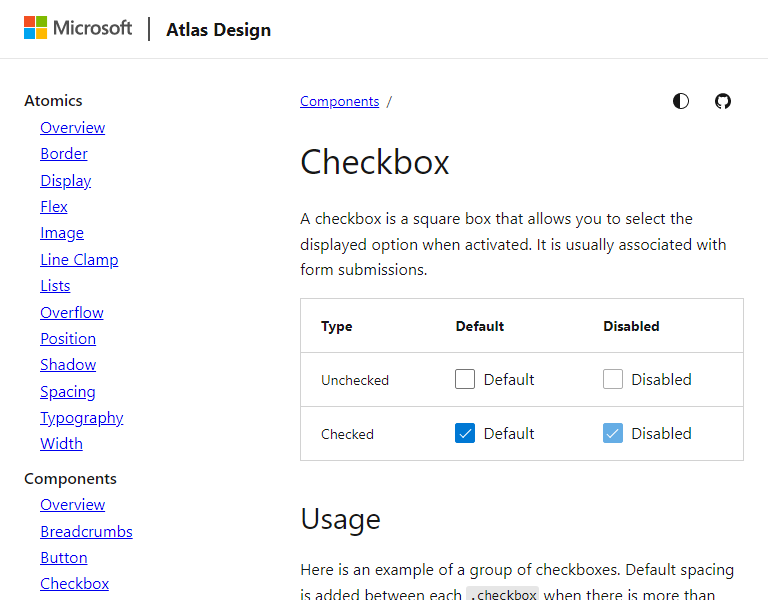 Microsoft | Atlas Design
Atomics
Overview
Border
Display
Flex
Image
Line Clamp
Lists
Overflow
Position
Shadow
Spacing
Typography
Width
Components
Overview
Breadcrumbs
Button
Checkbox
Components /
Checkbox
A checkbox is a square box that allows you to select the
displayed option when activated. It is usually associated with
form submissions.
Type Default Disabled
Unchecked Default Disabled
Checked Default Disabled
Usage
Here is an example of a group of checkboxes. Default spacing
is added between each .checkbox when there is more than